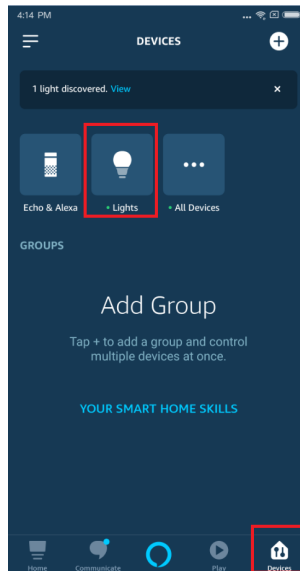 4:14 PM
DEVICES
1 light discovered. View
Echo & Alexa
Lights
All Devices
GROUPS
Add Group
Tap + to add a group and control
multiple devices at once.
YOUR SMART HOME SKILLS
Home
Communicate
Play
Devices